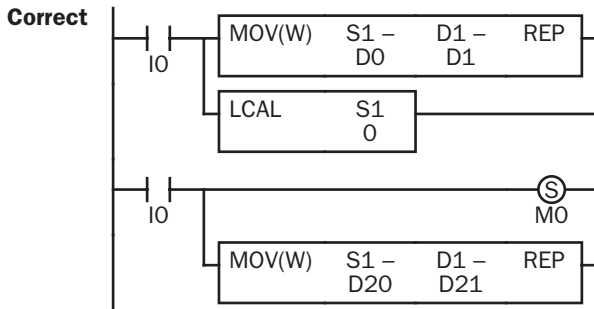 Correct
MOV(W) S1 – D1 – REP
D0 D1
I0
LCAL S1
0
I0
S
M0
MOV(W) S1 – D1 – REP
D20 D21